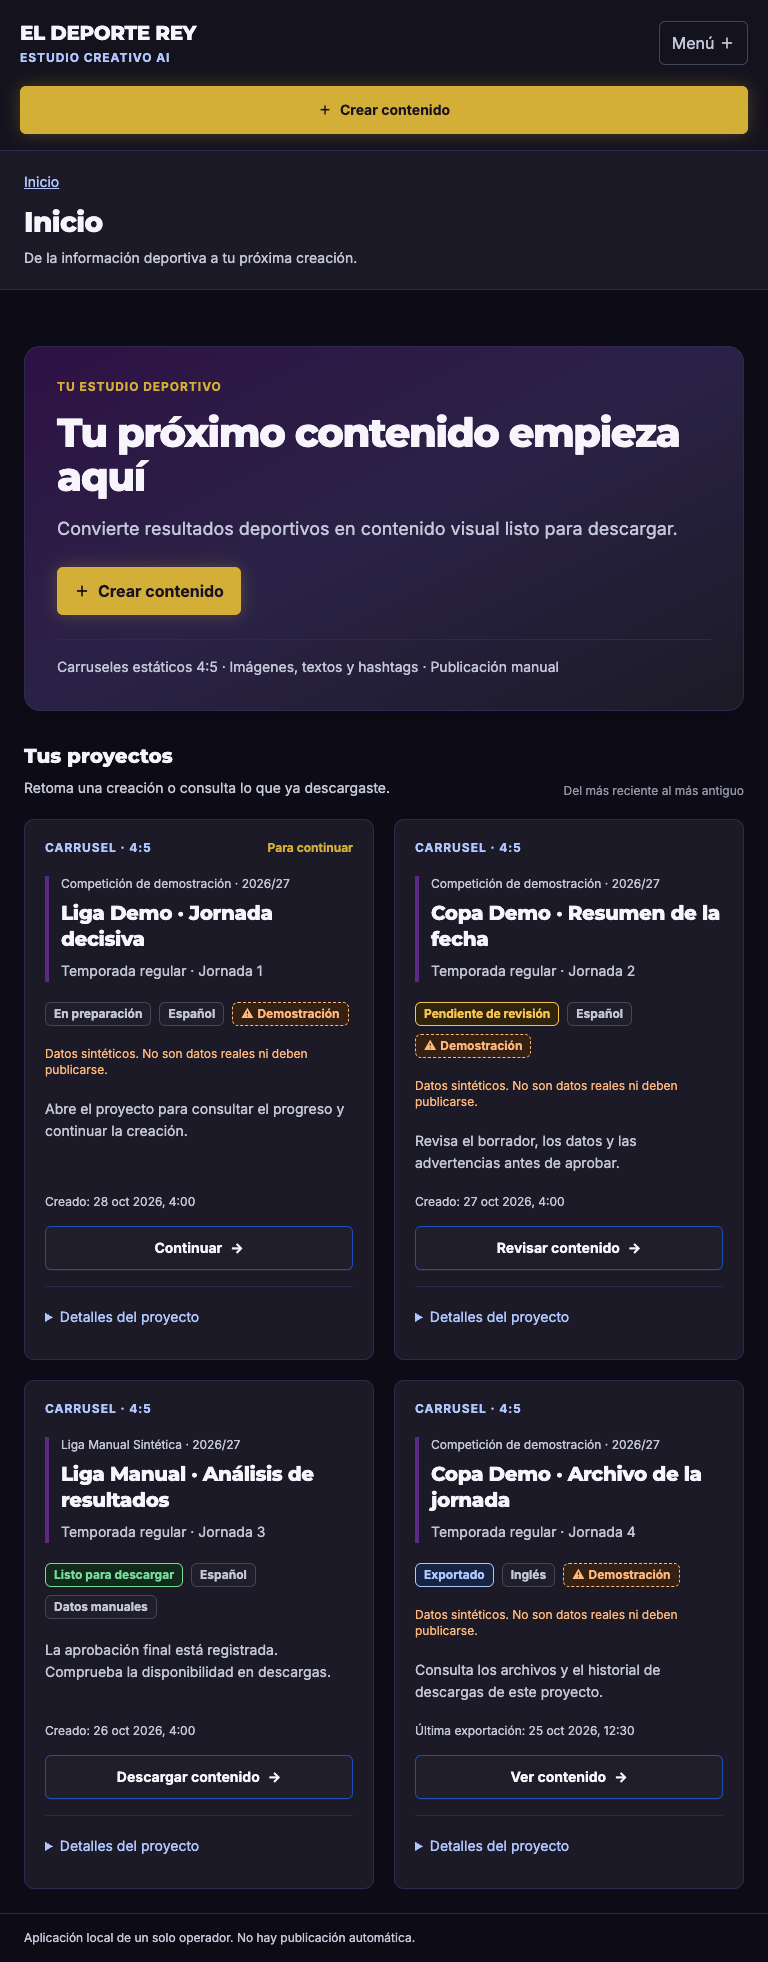 EL DEPORTE REY
ESTUDIO CREATIVO AI
Menú +
+ Crear contenido
Inicio
Inicio
De la información deportiva a tu próxima creación.
TU ESTUDIO DEPORTIVO
Tu próximo contenido empieza
aquí
Convierte resultados deportivos en contenido visual listo para descargar.
+ Crear contenido
Carruseles estáticos 4:5 · Imágenes, textos y hashtags · Publicación manual
Tus proyectos
Retoma una creación o consulta lo que ya descargaste.
Del más reciente al más antiguo
CARRUSEL · 4:5
Para continuar
Competición de demostración · 2026/27
Liga Demo · Jornada
decisiva
Temporada regular · Jornada 1
En preparación
Español
⚠ Demostración
Datos sintéticos. No son datos reales ni deben
publicarse.
Abre el proyecto para consultar el progreso y
continuar la creación.
Creado: 28 oct 2026, 4:00
Continuar →
▶ Detalles del proyecto
CARRUSEL · 4:5
Competición de demostración · 2026/27
Copa Demo · Resumen de la
fecha
Temporada regular · Jornada 2
Pendiente de revisión
Español
⚠ Demostración
Datos sintéticos. No son datos reales ni deben
publicarse.
Revisa el borrador, los datos y las
advertencias antes de aprobar.
Creado: 27 oct 2026, 4:00
Revisar contenido →
▶ Detalles del proyecto
CARRUSEL · 4:5
Liga Manual Sintética · 2026/27
Liga Manual · Análisis de
resultados
Temporada regular · Jornada 3
Listo para descargar
Español
Datos manuales
La aprobación final está registrada.
Comprueba la disponibilidad en descargas.
Creado: 26 oct 2026, 4:00
Descargar contenido →
▶ Detalles del proyecto
CARRUSEL · 4:5
Competición de demostración · 2026/27
Copa Demo · Archivo de la
jornada
Temporada regular · Jornada 4
Exportado
Inglés
⚠ Demostración
Datos sintéticos. No son datos reales ni deben
publicarse.
Consulta los archivos y el historial de
descargas de este proyecto.
Última exportación: 25 oct 2026, 12:30
Ver contenido →
▶ Detalles del proyecto
Aplicación local de un solo operador. No hay publicación automática.